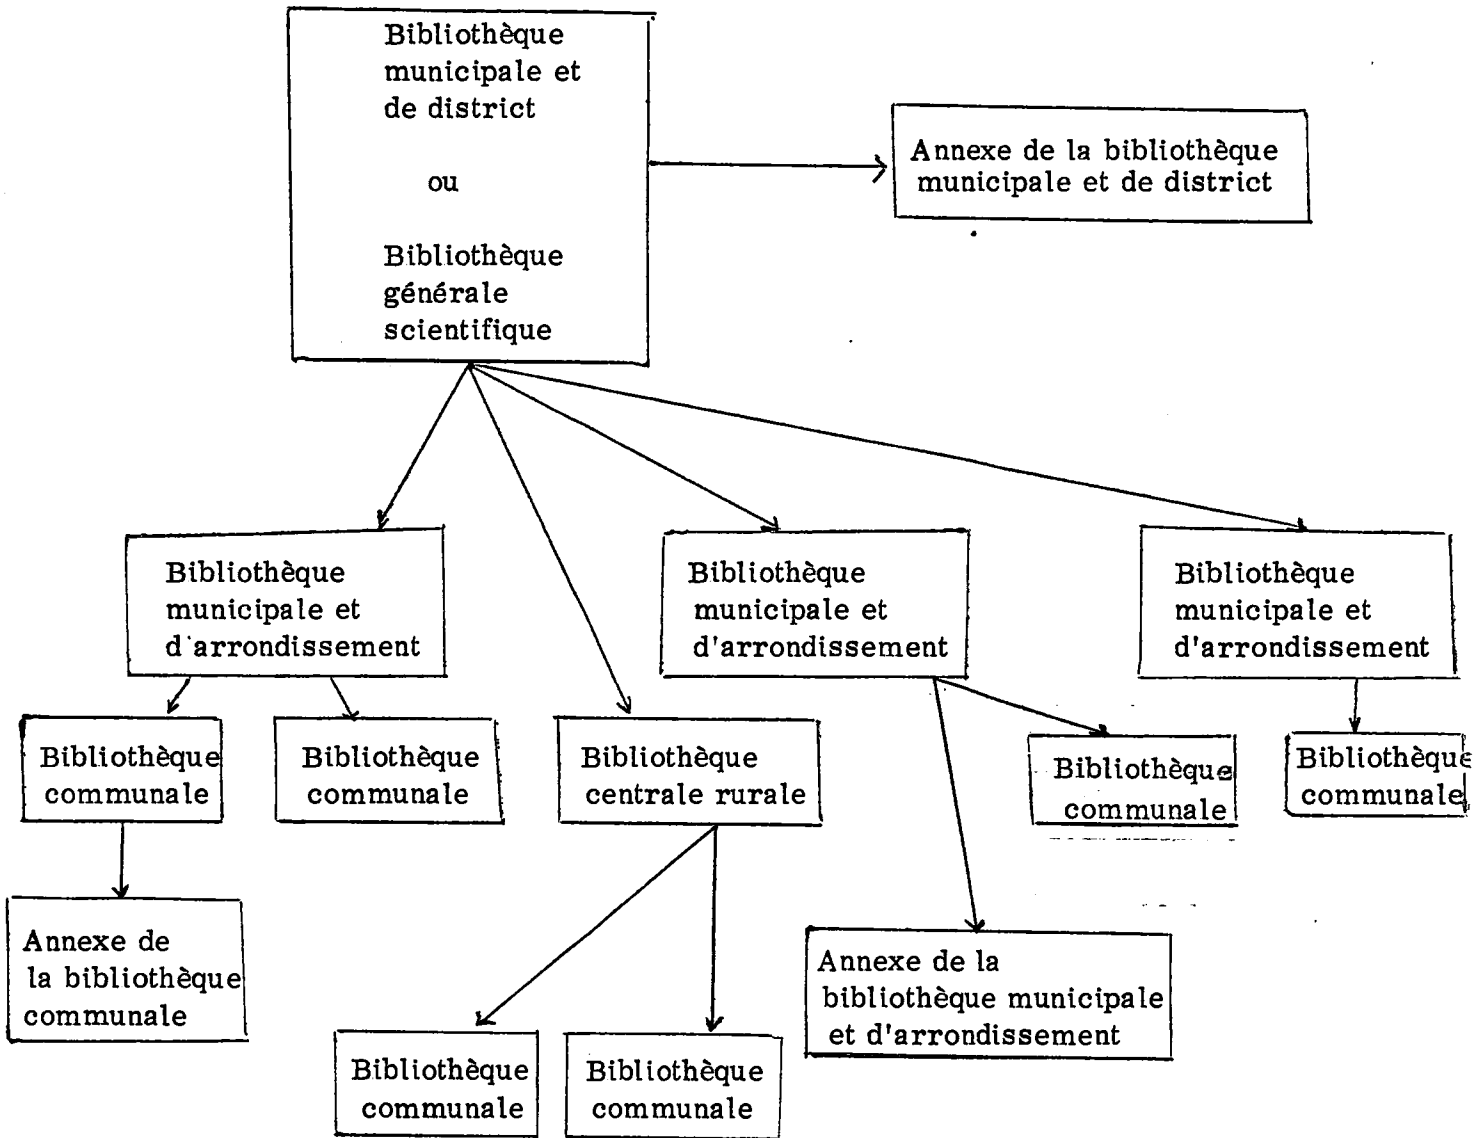 Bibliothèque
municipale et
de district
ou
Bibliothèque
générale
scientifique
Annexe de la bibliothèque
municipale et de district
Bibliothèque
municipale et
d'arrondissement
Bibliothèque
municipale et
d'arrondissement
Bibliothèque
municipale et
d'arrondissement
Bibliothèque
communale
Bibliothèque
communale
Bibliothèque
centrale rurale
Bibliothèque
communale
Bibliothèque
communale
Annexe de
la bibliothèque
communale
Annexe de la
bibliothèque municipale
et d'arrondissement
Bibliothèque
communale
Bibliothèque
communale